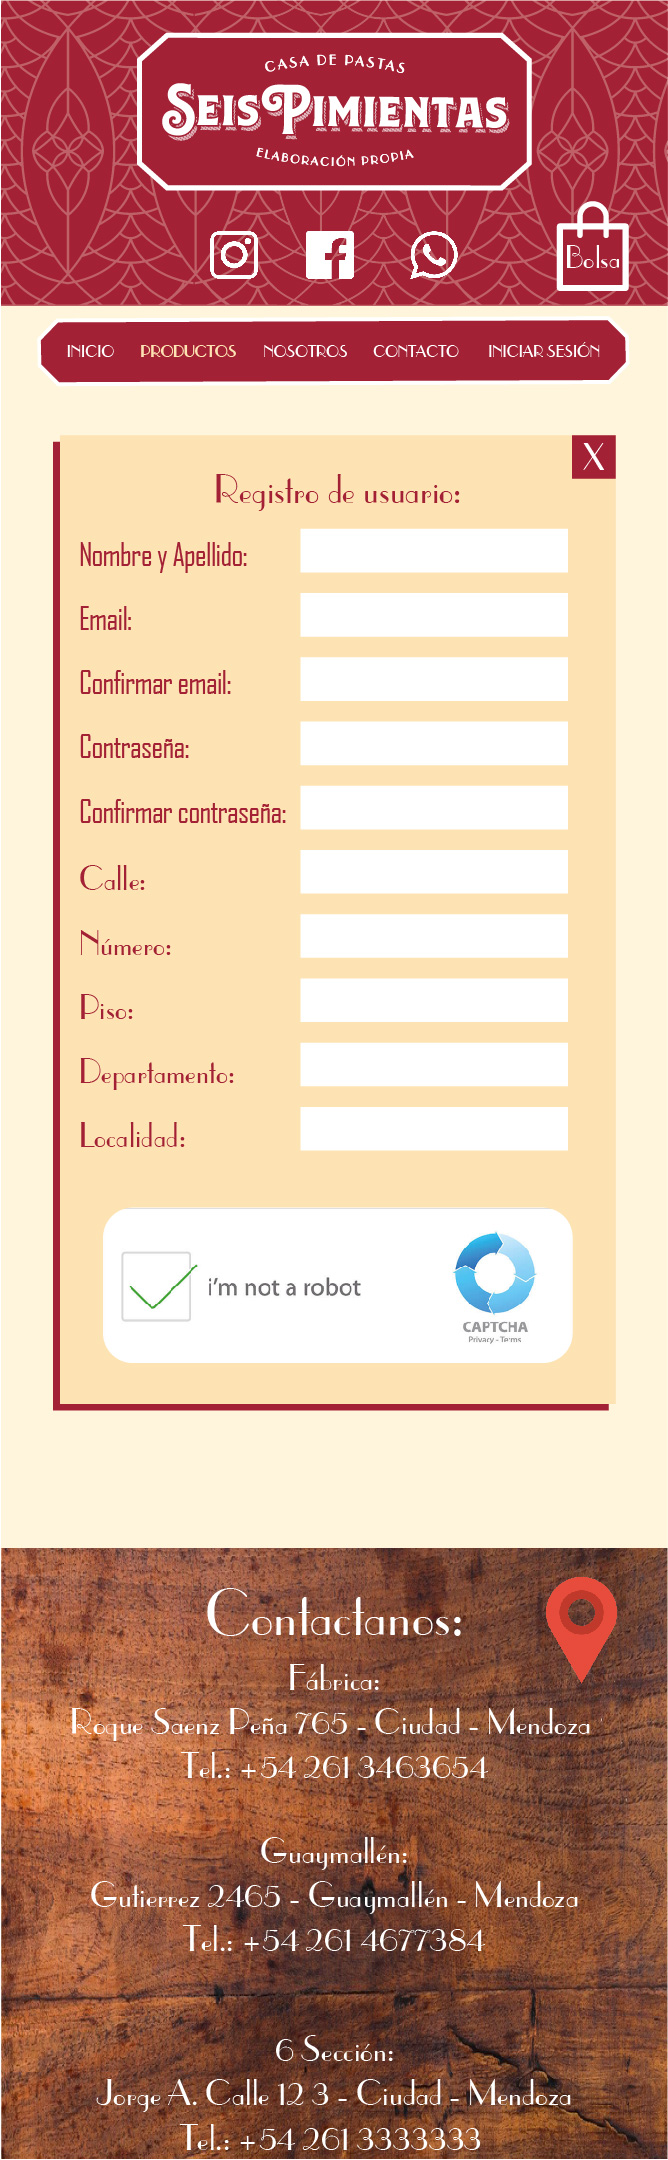 CASA DE PASTAS
SEIS PIMIENTAS
ELABORACIÓN PROPIA
Bolsa
INICIO PRODUCTOS NOSOTROS CONTACTO INICIAR SESIÓN
X
Registro de usuario:
Nombre y Apellido:
Email:
Confirmar email:
Contraseña:
Confirmar contraseña:
Calle:
Número:
Piso:
Departamento:
Localidad:
i'm not a robot
CAPTCHA
Privacy - Terms
Contactanos:
Fábrica:
Roque Saenz Peña 765 - Ciudad - Mendoza
Tel.: +54 261 3463654
Guaymallén:
Gutierrez 2465 - Guaymallén - Mendoza
Tel.: +54 261 4677384
6 Sección:
Jorge A. Calle 12 3 - Ciudad - Mendoza
Tel.: +54 261 3333333